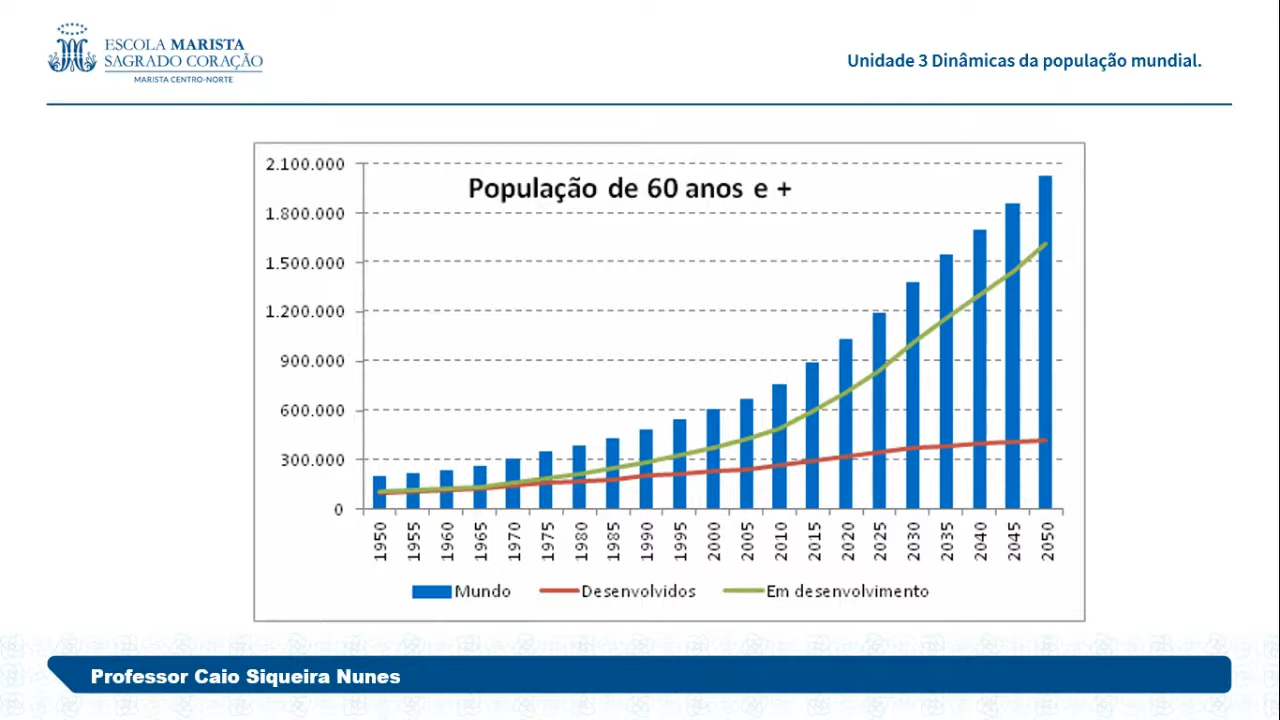 ESCOLA MARISTA
SAGRADO CORAÇÃO
MARISTA CENTRO-NORTE
Unidade 3 Dinâmicas da população mundial.
População de 60 anos e +
2.100.000
1.800.000
1.500.000
1.200.000
900.000
600.000
300.000
0
1950 1955 1960 1965 1970 1975 1980 1985 1990 1995 2000 2005 2010 2015 2020 2025 2030 2035 2040 2045 2050
Mundo Desenvolvidos Em desenvolvimento
Professor Caio Siqueira Nunes